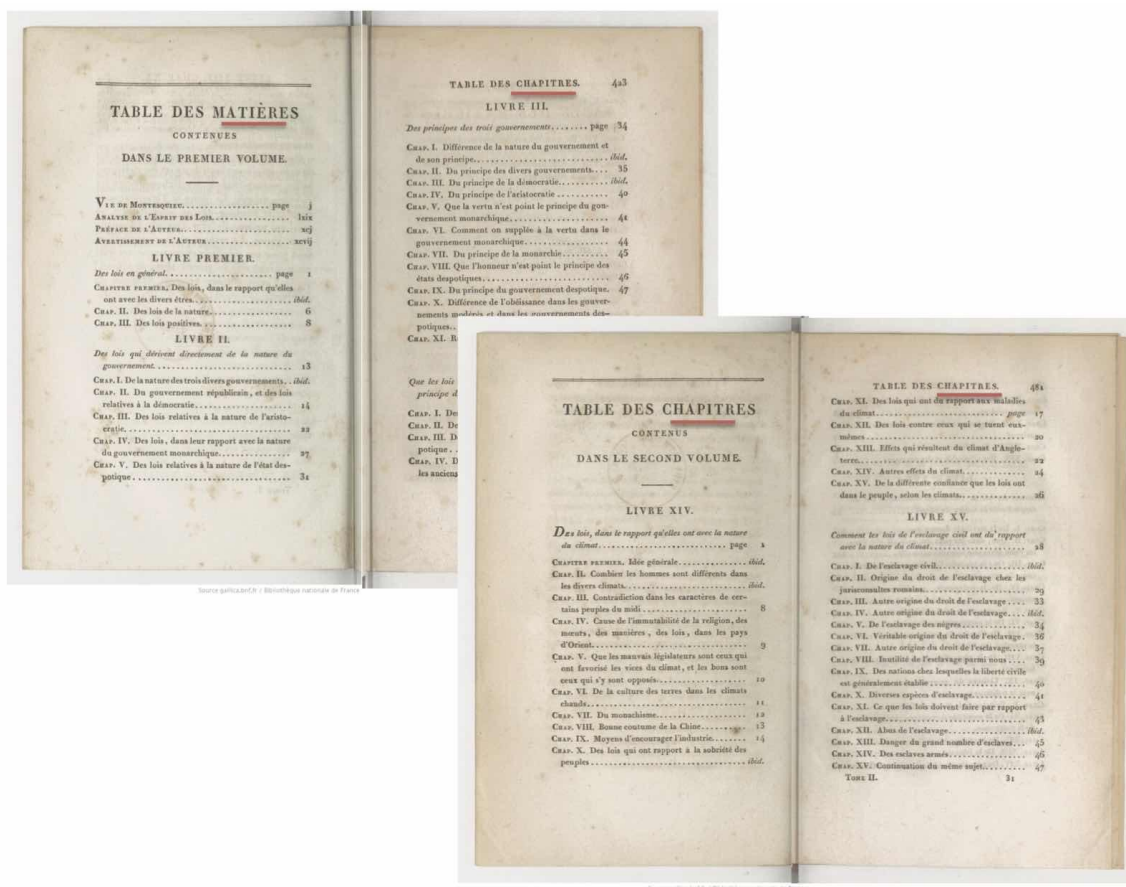 TABLE DES MATIÈRES
CONTENUES
DANS LE PREMIER VOLUME.
VIE DE MONTESQUIEU.................. page j
ANALYSE DE L'ESPRIT DES LOIS................. lxix
PRÉFACE DE L'AUTEUR........................ xcj
AVERTISSEMENT DE L'AUTEUR.................. xcvij
LIVRE PREMIER.
Des lois en général........................ page 1
CHAPITRE PREMIER. Des lois, dans le rapport qu'elles
ont avec les divers êtres...................... ibid.
CHAP. II. Des lois de la nature................. 6
CHAP. III. Des lois positives................... 8
LIVRE II.
Des lois qui dérivent directement de la nature du
gouvernement............................ 13
CHAP. I. De la nature des trois divers gouvernements.. ibid.
CHAP. II. Du gouvernement républicain, et des lois
relatives à la démocratie.................... 14
CHAP. III. Des lois relatives à la nature de l'aristo-
cratie................................. 22
CHAP. IV. Des lois, dans leur rapport avec la nature
du gouvernement monarchique................ 27
CHAP. V. Des lois relatives à la nature de l'état des-
potique................................ 31
Source gallica.bnf.fr / Bibliothèque nationale de France
TABLE DES CHAPITRES. 423
LIVRE III.
Des principes des trois gouvernements........ page 34
CHAP. I. Différence de la nature du gouvernement et
de son principe.......................... ibid.
CHAP. II. Du principe des divers gouvernements.... 35
CHAP. III. Du principe de la démocratie.......... ibid.
CHAP. IV. Du principe de l'aristocratie........... 40
CHAP. V. Que la vertu n'est point le principe du gou-
vernement monarchique.................... 41
CHAP. VI. Comment on supplée à la vertu dans le
gouvernement monarchique................. 44
CHAP. VII. Du principe de la monarchie.......... 45
CHAP. VIII. Que l'honneur n'est point le principe des
états despotiques......................... 46
CHAP. IX. Du principe du gouvernement despotique. 47
CHAP. X. Différence de l'obéissance dans les gouver-
nements modérés et dans les gouvernements des-
potiques..
CHAP. XI.
Que les lois
principe d
CHAP. I. De
CHAP. II. De
CHAP. III. D
potique..
CHAP. IV. D
les anciens
TABLE DES CHAPITRES
CONTENUS
DANS LE SECOND VOLUME.
LIVRE XIV.
DES lois, dans le rapport qu'elles ont avec la nature
du climat........................... page 1
CHAPITRE PREMIER. Idée générale............... ibid.
CHAP. II. Combien les hommes sont différents dans
les divers climats......................... ibid.
CHAP. III. Contradiction dans les caractères de cer-
tains peuples du midi...................... 8
CHAP. IV. Cause de l'immutabilité de la religion, des
mœurs, des manières, des lois, dans les pays
d'Orient................................ 9
CHAP. V. Que les mauvais législateurs sont ceux qui
ont favorisé les vices du climat, et les bons sont
ceux qui s'y sont opposés................... 10
CHAP. VI. De la culture des terres dans les climats
chauds................................. 11
CHAP. VII. Du monachisme.................... 12
CHAP. VIII. Bonne coutume de la Chine.......... 13
CHAP. IX. Moyens d'encourager l'industrie........ 14
CHAP. X. Des lois qui ont rapport à la sobriété des
peuples................................ ibid.
TABLE DES CHAPITRES. 481
CHAP. XI. Des lois qui ont du rapport aux maladies
du climat........................... page 17
CHAP. XII. Des lois contre ceux qui se tuent eux-
mêmes................................. 20
CHAP. XIII. Effets qui résultent du climat d'Angle-
terre.................................. 22
CHAP. XIV. Autres effets du climat............. 24
CHAP. XV. De la différente confiance que les lois ont
dans le peuple, selon les climats............. 26
LIVRE XV.
Comment les lois de l'esclavage civil ont du rapport
avec la nature du climat................... 28
CHAP. I. De l'esclavage civil................... ibid.
CHAP. II. Origine du droit de l'esclavage chez les
jurisconsultes romains..................... 29
CHAP. III. Autre origine du droit de l'esclavage.... 33
CHAP. IV. Autre origine du droit de l'esclavage.... ibid.
CHAP. V. De l'esclavage des nègres.............. 34
CHAP. VI. Véritable origine du droit de l'esclavage. 36
CHAP. VII. Autre origine du droit de l'esclavage.... 37
CHAP. VIII. Inutilité de l'esclavage parmi nous.... 39
CHAP. IX. Des nations chez lesquelles la liberté civile
est généralement établie.................... 40
CHAP. X. Diverses espèces d'esclavage............ 41
CHAP. XI. Ce que les lois doivent faire par rapport
à l'esclavage............................ 43
CHAP. XII. Abus de l'esclavage................. ibid.
CHAP. XIII. Danger du grand nombre d'esclaves... 45
CHAP. XIV. Des esclaves armés................. 46
CHAP. XV. Continuation du même sujet.......... 47
TOME II. 31